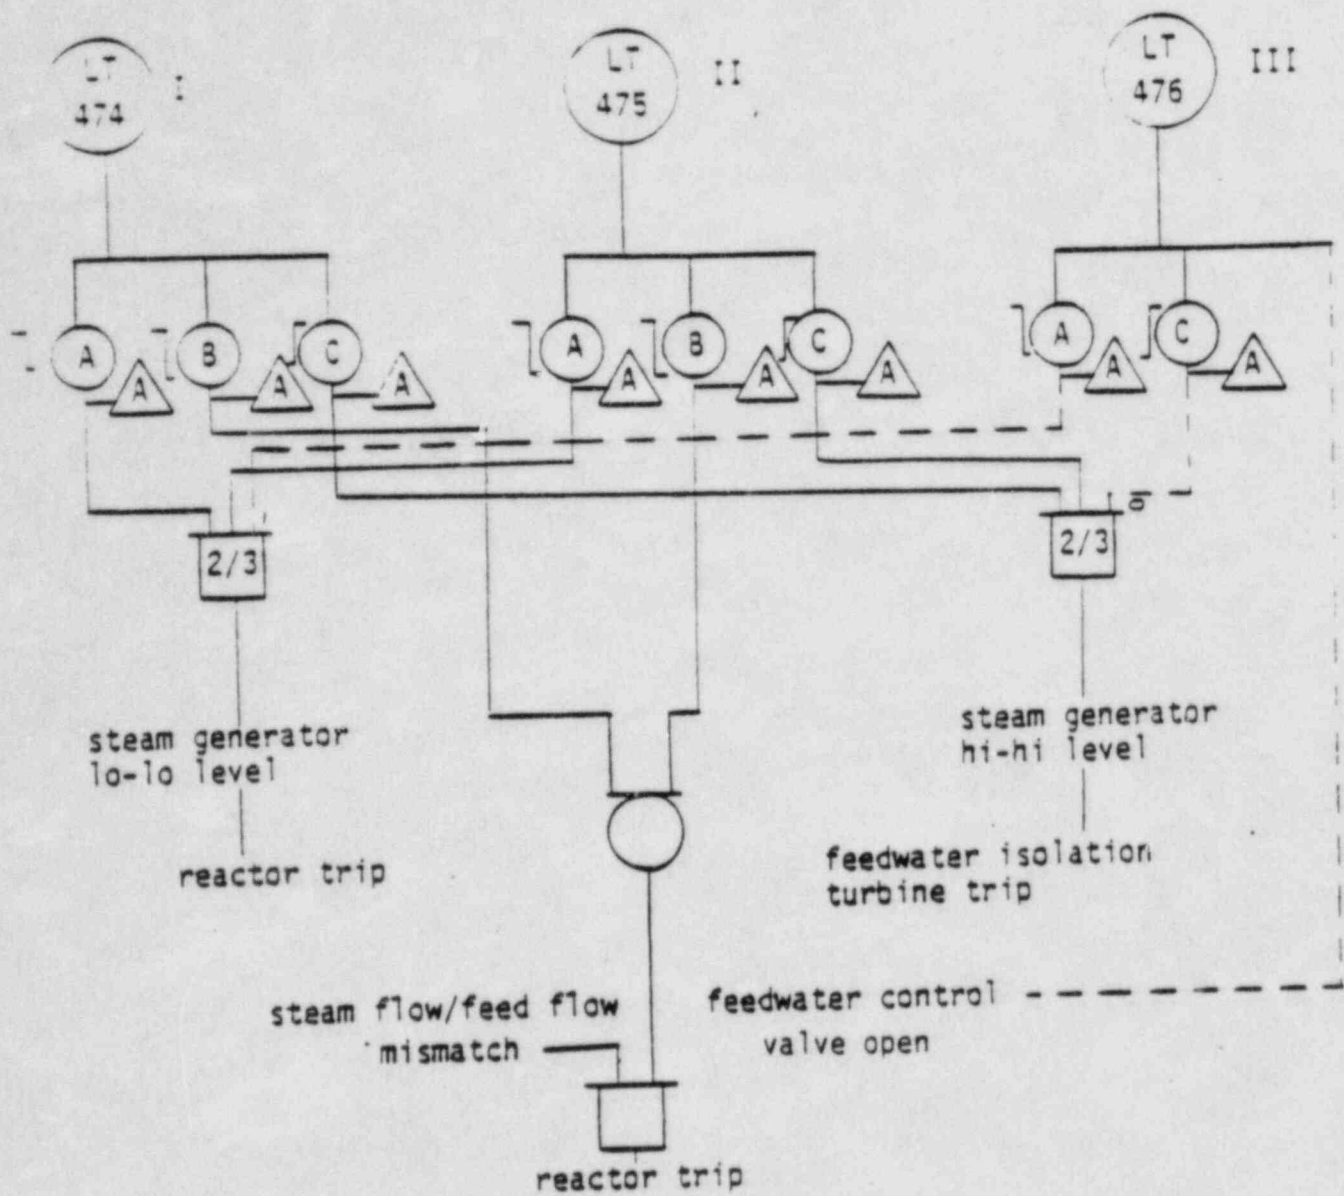 LT
474
I
LT
475
II
LT
476
III
A
B
C
A
B
C
A
C
A
A
A
A
A
A
A
A
2/3
2/3
steam generator
lo-lo level
steam generator
hi-hi level
reactor trip
feedwater isolation
turbine trip
steam flow/feed flow
mismatch
feedwater control
valve open
reactor trip